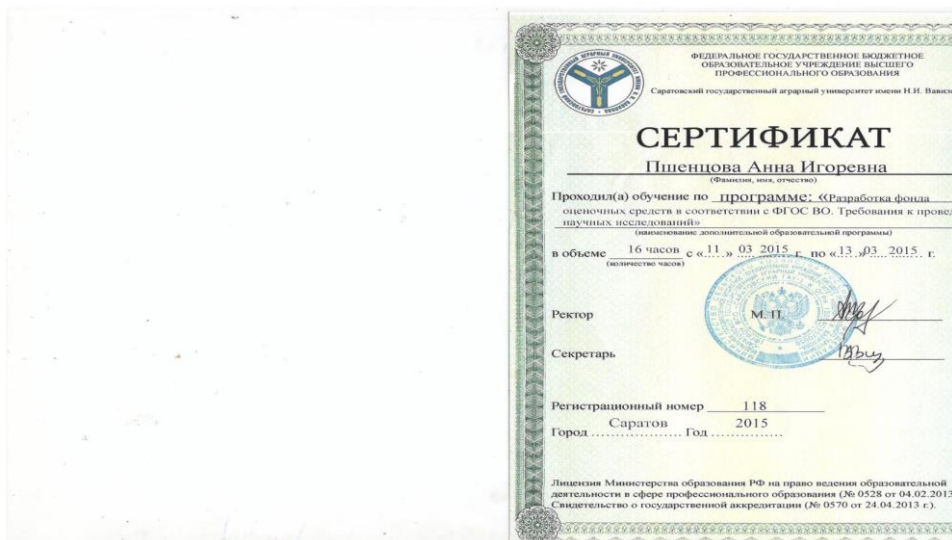 ФЕДЕРАЛЬНОЕ ГОСУДАРСТВЕННОЕ БЮДЖЕТНОЕ
ОБРАЗОВАТЕЛЬНОЕ УЧРЕЖДЕНИЕ ВЫСШЕГО
ПРОФЕССИОНАЛЬНОГО ОБРАЗОВАНИЯ
Саратовский государственный аграрный университет имени Н.И.
СЕРТИФИКАТ
Пшенцова Анна Игоревна
(Фамилия, имя, отчество)
Проходил(а) обучение по программе: «Разработка фонда
оценочных средств в соответствии с ФГОС ВО. Требования к
научных исследований»
(наименование дополнительной образовательной программы)
в объеме 16 часов с «11» 03 2015 г. по «13»03 2015 г.
(количество часов)
Ректор М. П.
Секретарь
Регистрационный номер 118
Город Саратов Год 2015
Лицензия Министерства образования РФ на право ведения образовательной
деятельности в сфере профессионального образования (№ 0528 от 04.02.2013
Свидетельство о государственной аккредитации (№ 0570 от 24.04.2013 г.).